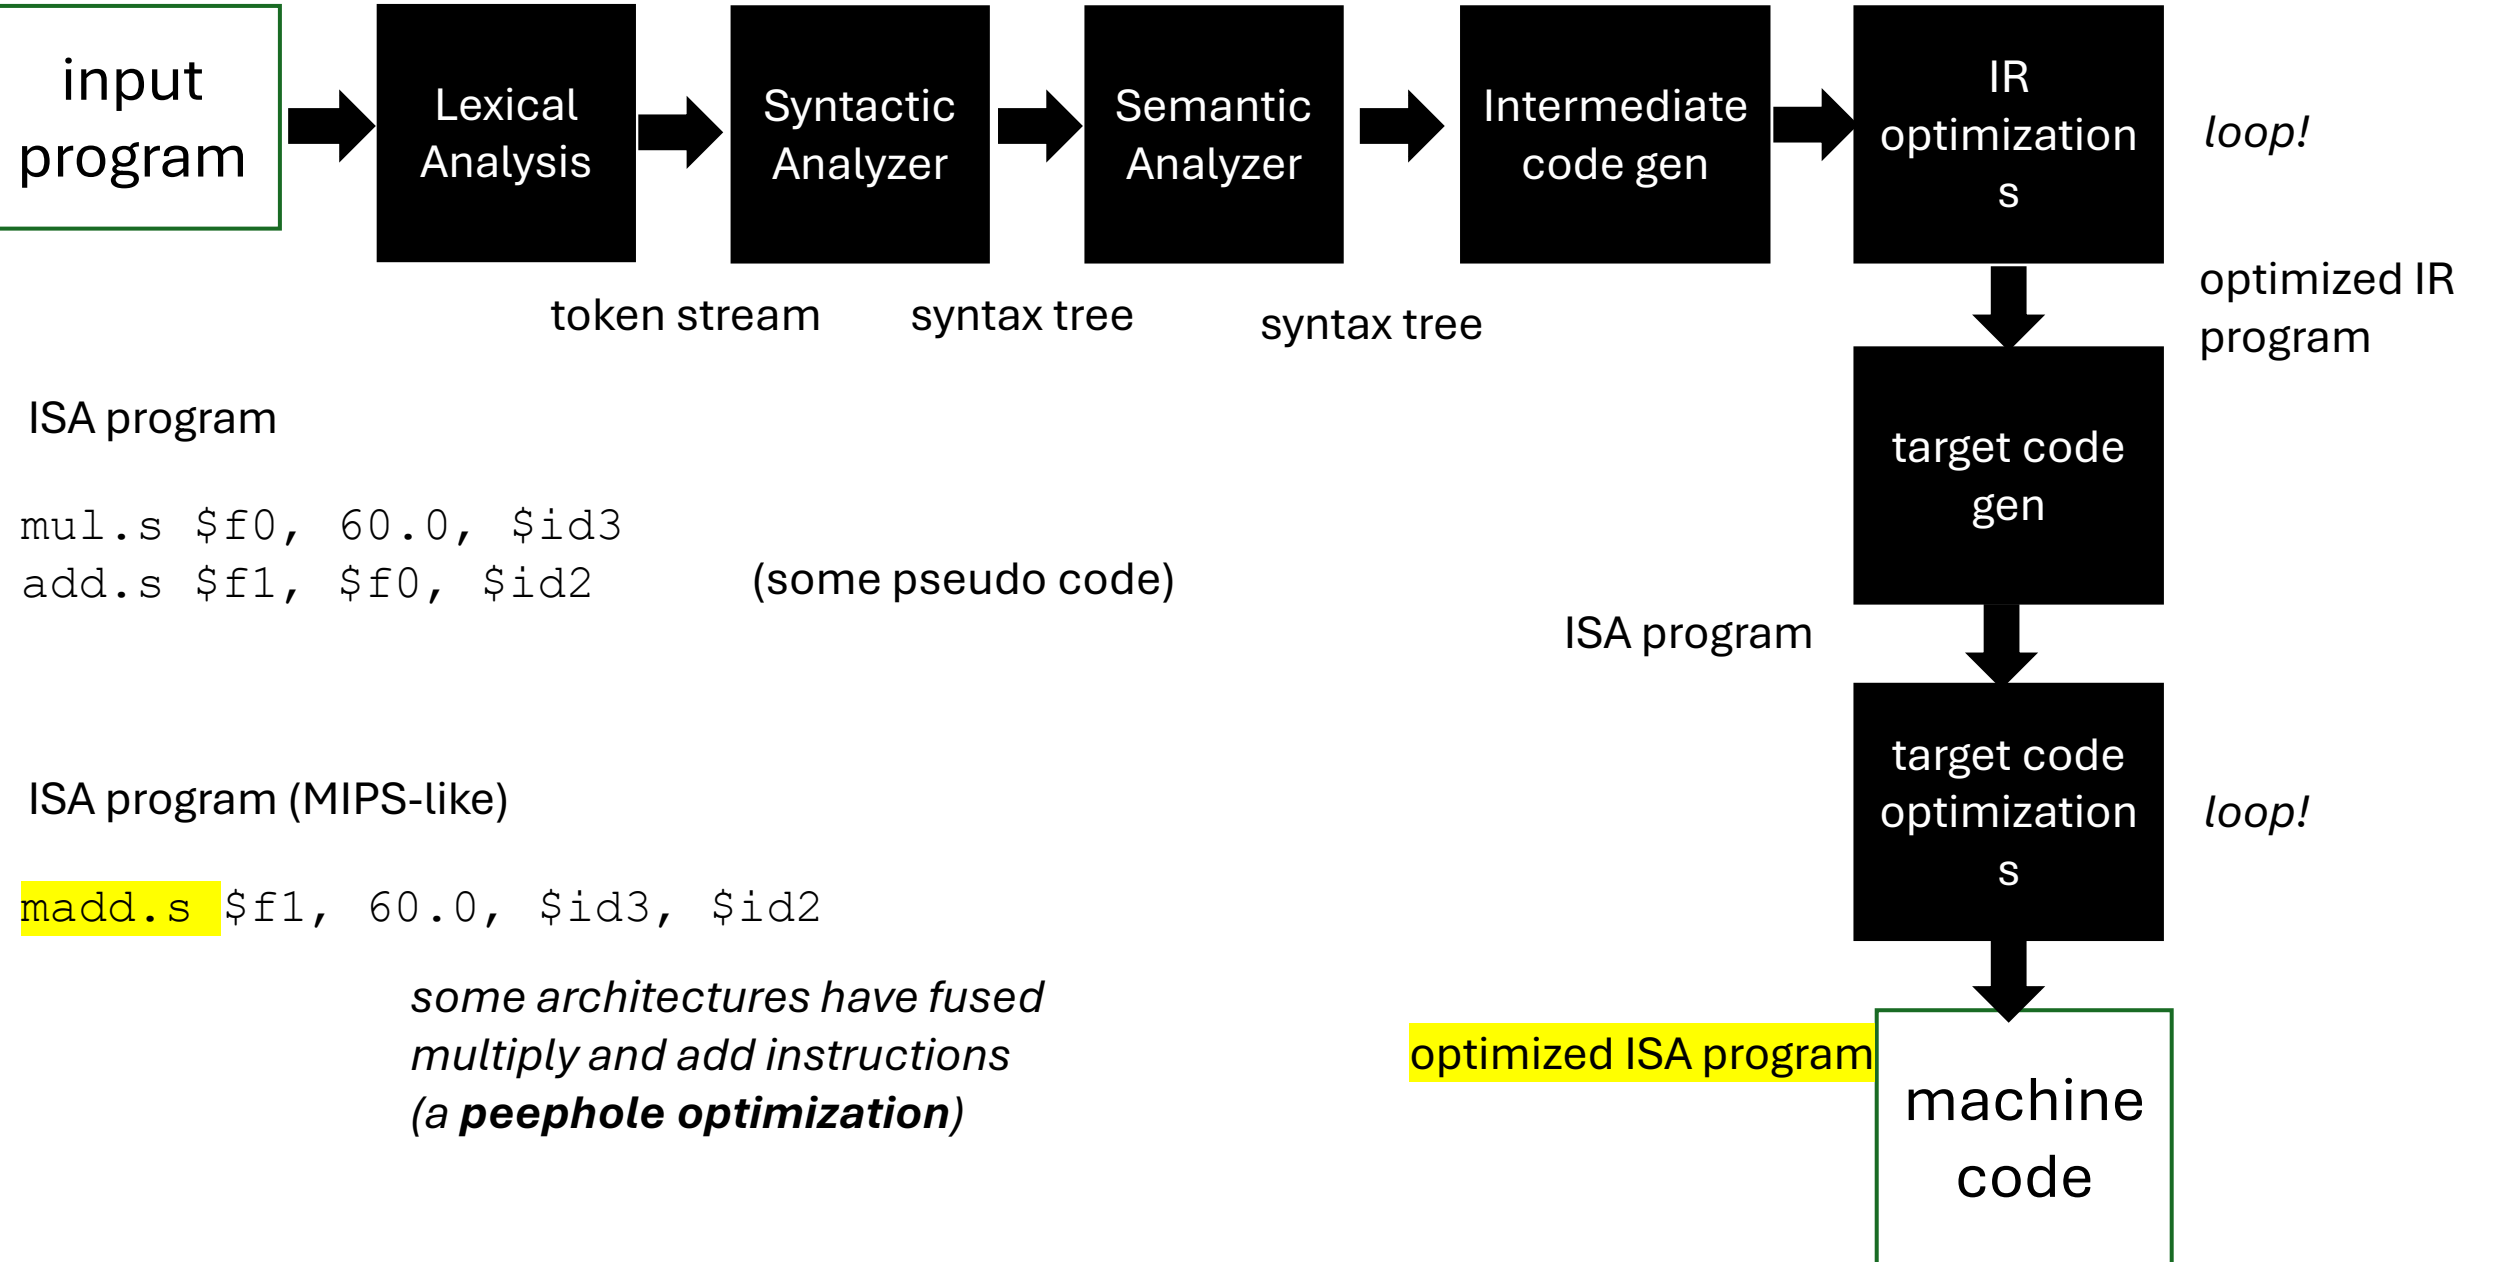 input
program
Lexical
Analysis
Syntactic
Analyzer
Semantic
Analyzer
Intermediate
code gen
IR
optimization
s
loop!
token stream
syntax tree
syntax tree
optimized IR
program
ISA program
mul.s $f0, 60.0, $id3
add.s $f1, $f0, $id2
(some pseudo code)
target code
gen
ISA program
ISA program (MIPS-like)
madd.s $f1, 60.0, $id3, $id2
some architectures have fused
multiply and add instructions
(a peephole optimization)
target code
optimization
s
loop!
optimized ISA program
machine
code